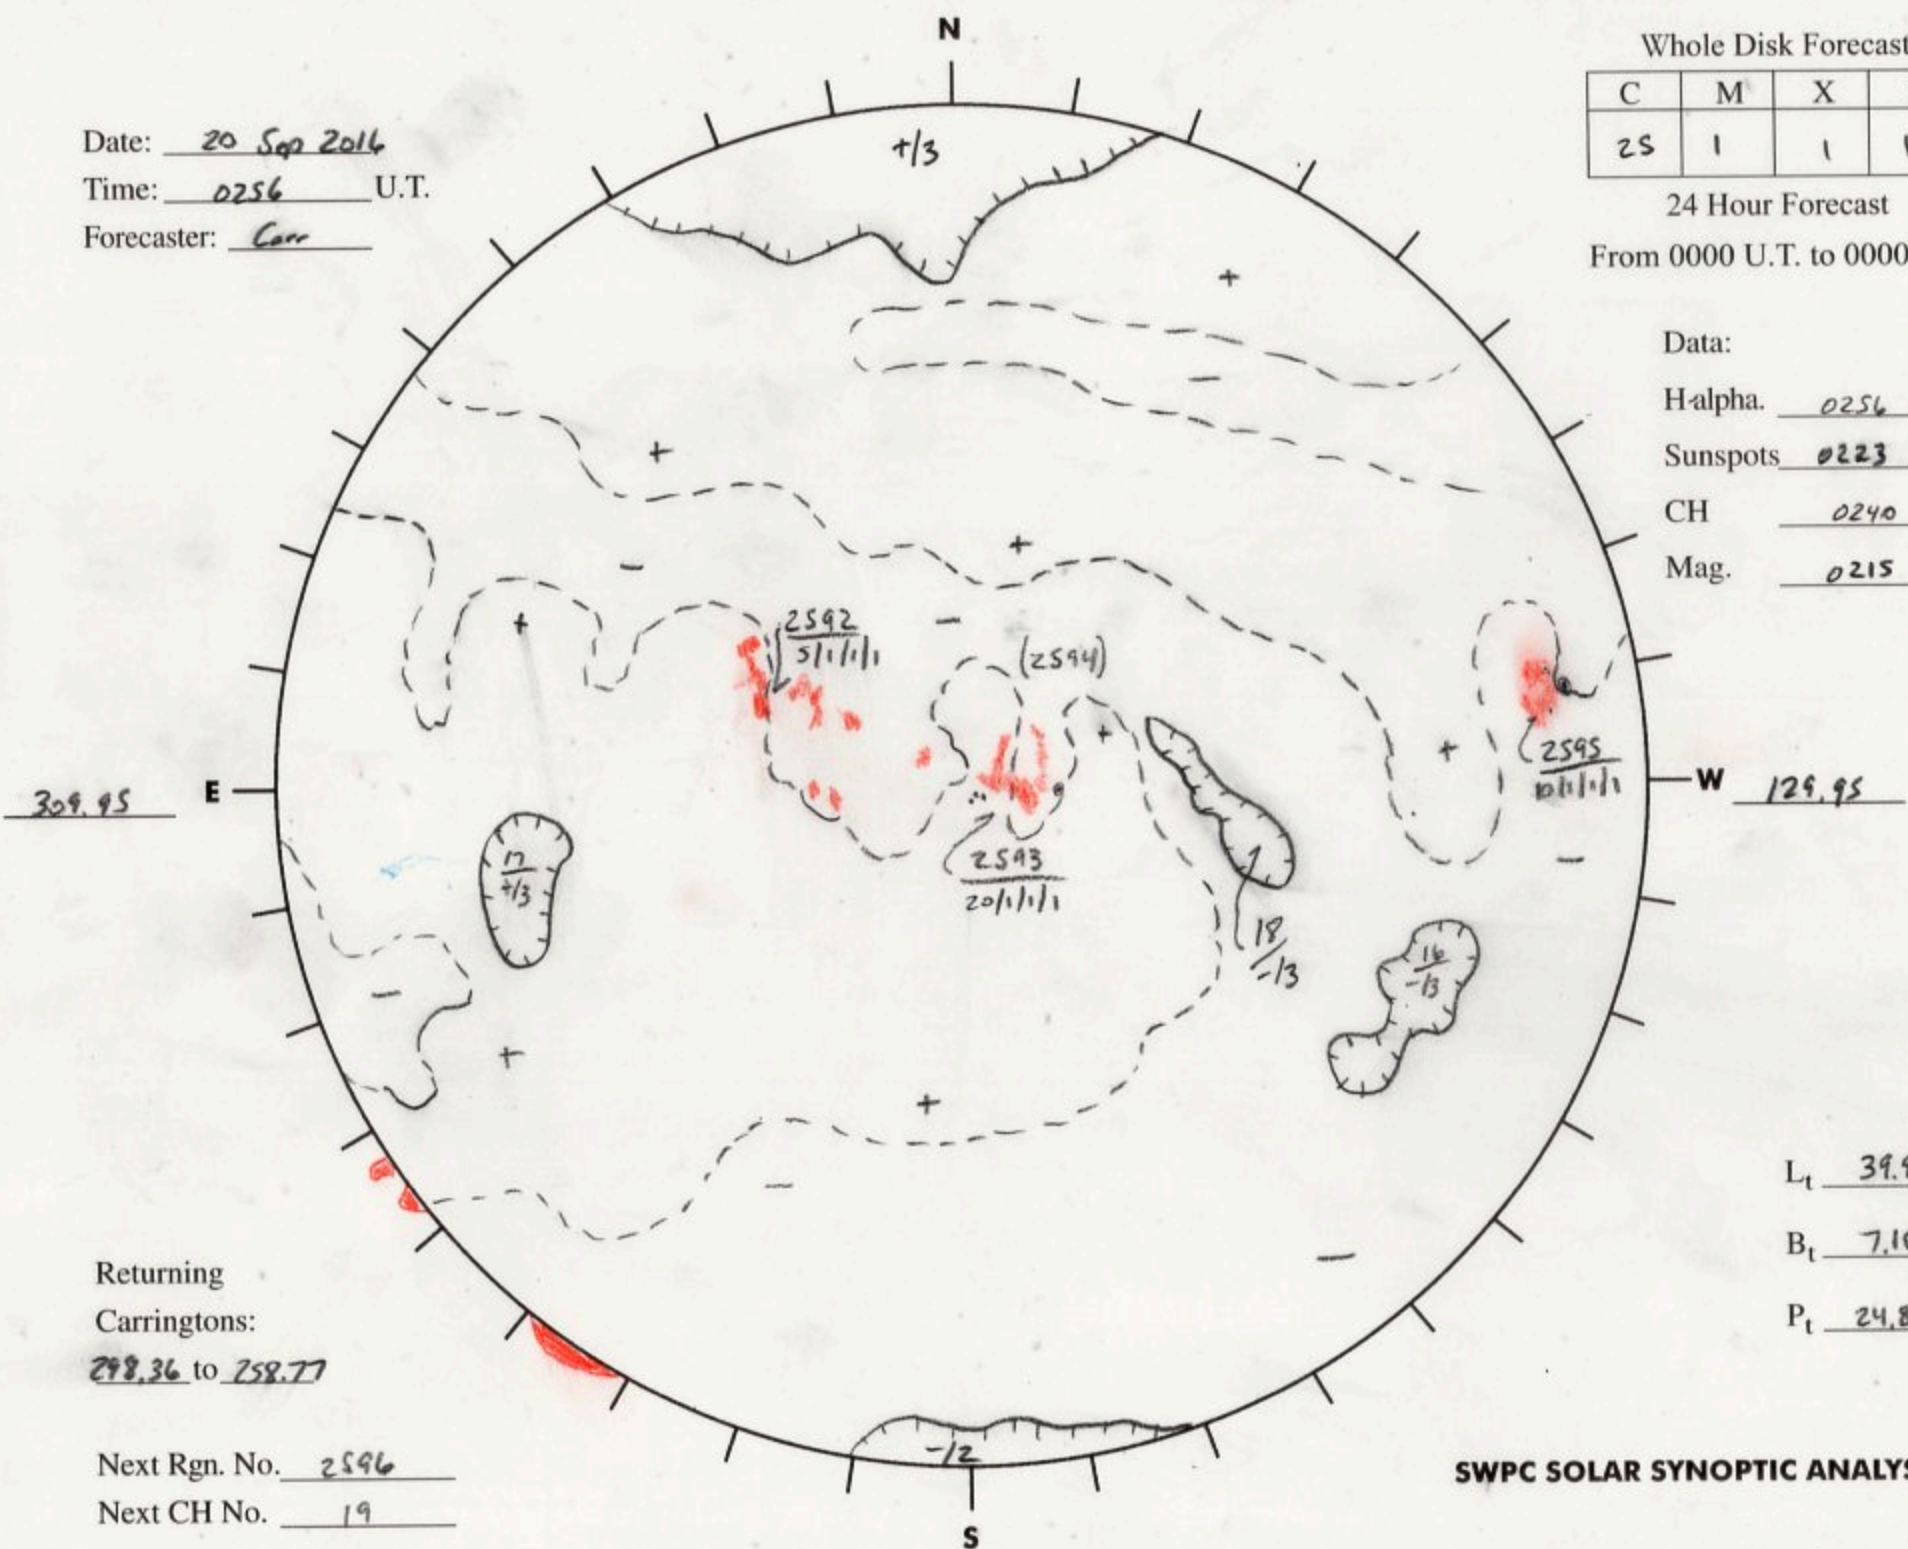 N
Whole Disk Forecast
C M X
25 1 1 1
24 Hour Forecast
From 0000 U.T. to 0000
Date: 20 Sep 2016
Time: 0256 U.T.
Forecaster: Carr
Data:
H-alpha. 0256
Sunspots 0223
CH 0240
Mag. 0215
+/3
+
-
+
+
-
+
-
2592
5/1/1/1
(2594)
+
+
2595
10/1/1/1
309.95 E
W 129.95
2593
20/1/1/1
17
+/3
18
-/3
16
-/3
-
-
+
+
-
-
Lt 39.9
Bt 7.1
Pt 24.8
Returning
Carringtons:
298.36 to 258.77
Next Rgn. No. 2596
Next CH No. 19
-/2
S
SWPC SOLAR SYNOPTIC ANALYS